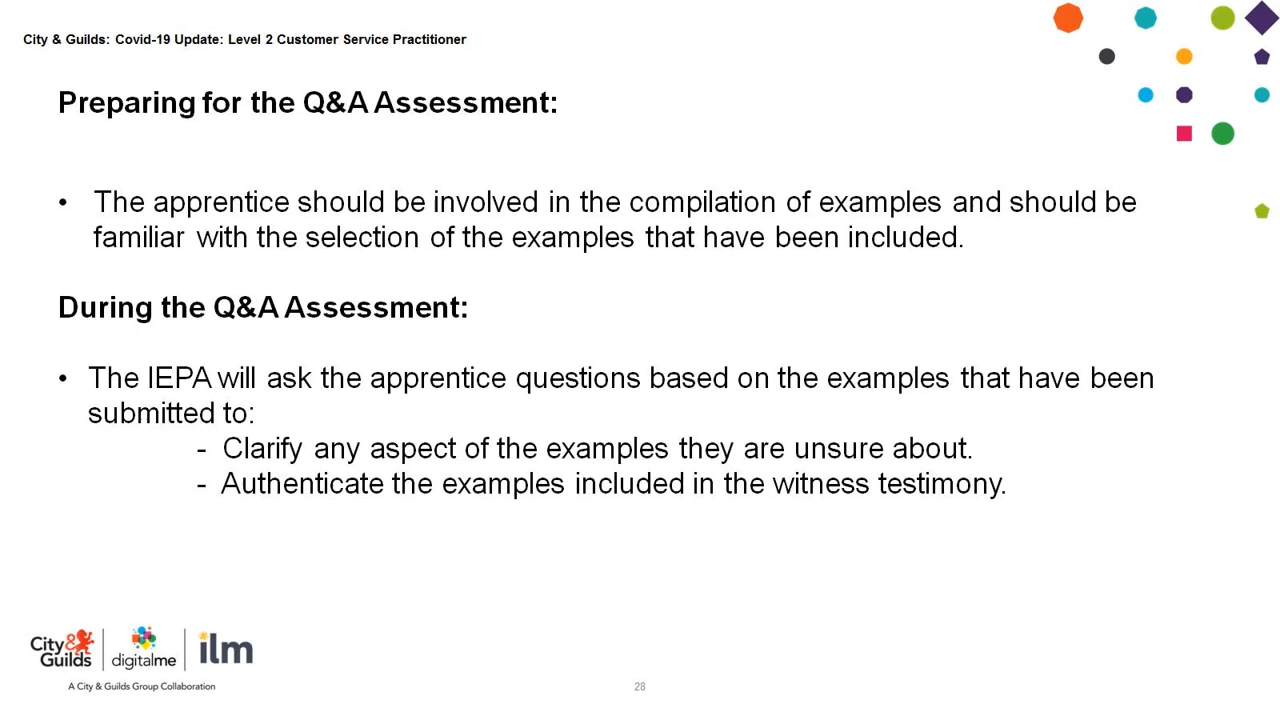 City & Guilds: Covid-19 Update: Level 2 Customer Service Practitioner
Preparing for the Q&A Assessment:
• The apprentice should be involved in the compilation of examples and should be
familiar with the selection of the examples that have been included.
During the Q&A Assessment:
• The IEPA will ask the apprentice questions based on the examples that have been
submitted to:
- Clarify any aspect of the examples they are unsure about.
- Authenticate the examples included in the witness testimony.
City &
Guilds
digitalme
ilm
A City & Guilds Group Collaboration
28